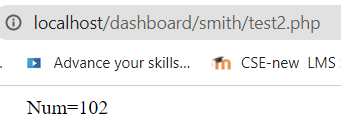 localhost/dashboard/smith/test2.php
. Advance your skills... CSE-new LMS
Num=102